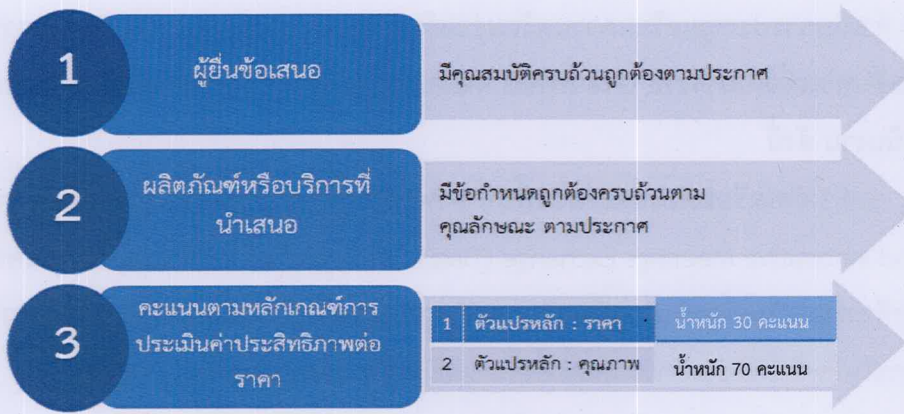 1
ผู้ยื่นข้อเสนอ
มีคุณสมบัติครบถ้วนถูกต้องตามประกาศ
2
ผลิตภัณฑ์หรือบริการที่
นำเสนอ
มีข้อกำหนดถูกต้องครบถ้วนตาม
คุณลักษณะ ตามประกาศ
3
คะแนนตามหลักเกณฑ์การ
ประเมินค่าประสิทธิภาพต่อ
ราคา
1 ตัวแปรหลัก : ราคา น้ำหนัก 30 คะแนน
2 ตัวแปรหลัก : คุณภาพ น้ำหนัก 70 คะแนน